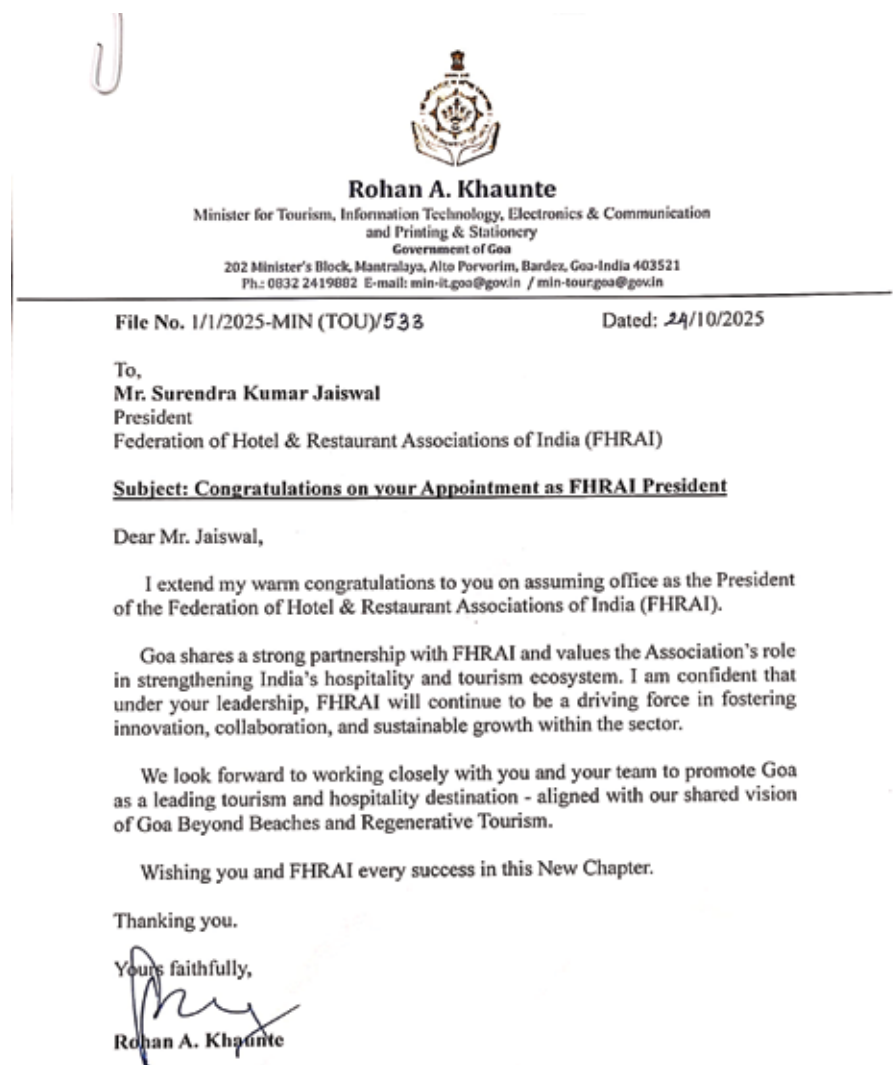 Rohan A. Khaunte
Minister for Tourism, Information Technology, Electronics & Communication
and Printing & Stationery
Government of Goa
202 Minister's Block, Mantralaya, Alto Porvorim, Bardez, Goa-India 403521
Ph.: 0832 2419882 E-mail: min-it.goa@gov.in / min-tour.goa@gov.in
File No. 1/1/2025-MIN (TOU)/533 Dated: 24/10/2025
To,
Mr. Surendra Kumar Jaiswal
President
Federation of Hotel & Restaurant Associations of India (FHRAI)
Subject: Congratulations on your Appointment as FHRAI President
Dear Mr. Jaiswal,
I extend my warm congratulations to you on assuming office as the President
of the Federation of Hotel & Restaurant Associations of India (FHRAI).
Goa shares a strong partnership with FHRAI and values the Association's role
in strengthening India's hospitality and tourism ecosystem. I am confident that
under your leadership, FHRAI will continue to be a driving force in fostering
innovation, collaboration, and sustainable growth within the sector.
We look forward to working closely with you and your team to promote Goa
as a leading tourism and hospitality destination - aligned with our shared vision
of Goa Beyond Beaches and Regenerative Tourism.
Wishing you and FHRAI every success in this New Chapter.
Thanking you.
Yours faithfully,
Rohan A. Khaunte